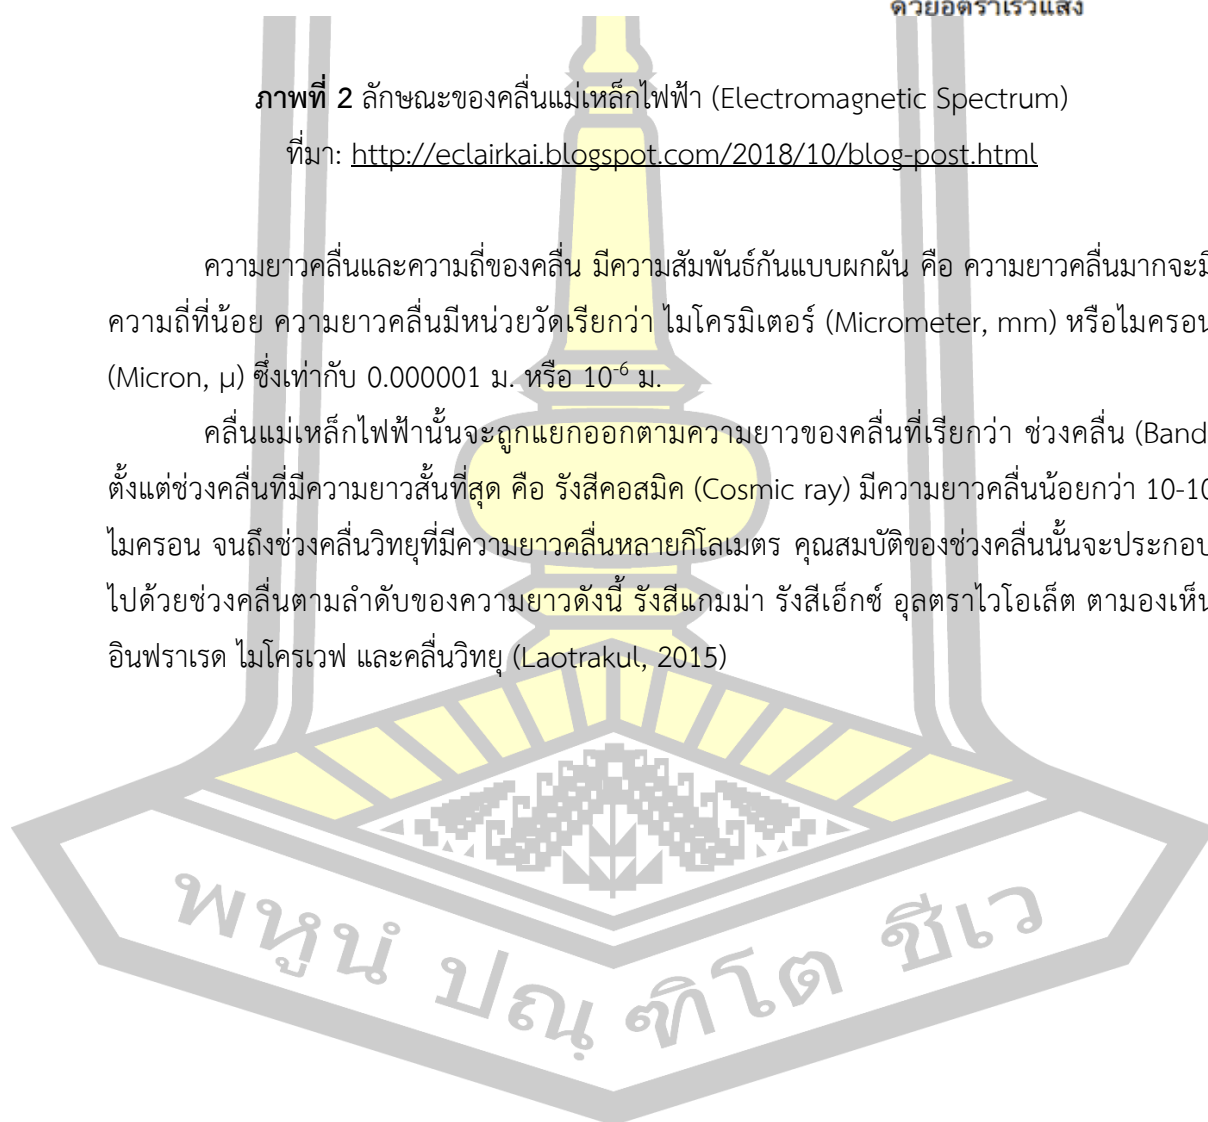 ด้วยอัตราเร็วแสง
ภาพที่ 2 ลักษณะของคลื่นแม่เหล็กไฟฟ้า (Electromagnetic Spectrum)
ที่มา: http://eclairkai.blogspot.com/2018/10/blog-post.html
ความยาวคลื่นและความถี่ของคลื่น มีความสัมพันธ์กันแบบผกผัน คือ ความยาวคลื่นมากจะมี
ความถี่ที่น้อย ความยาวคลื่นมีหน่วยวัดเรียกว่า ไมโครมิเตอร์ (Micrometer, mm) หรือไมครอน
(Micron, µ) ซึ่งเท่ากับ 0.000001 ม. หรือ 10⁻⁶ ม.
คลื่นแม่เหล็กไฟฟ้านั้นจะถูกแยกออกตามความยาวของคลื่นที่เรียกว่า ช่วงคลื่น (Band
ตั้งแต่ช่วงคลื่นที่มีความยาวสั้นที่สุด คือ รังสีคอสมิค (Cosmic ray) มีความยาวคลื่นน้อยกว่า 10-10
ไมครอน จนถึงช่วงคลื่นวิทยุที่มีความยาวคลื่นหลายกิโลเมตร คุณสมบัติของช่วงคลื่นนั้นจะประกอบ
ไปด้วยช่วงคลื่นตามลำดับของความยาวดังนี้ รังสีแกมม่า รังสีเอ็กซ์ อุลตราไวโอเล็ต ตามองเห็น
อินฟราเรด ไมโครเวฟ และคลื่นวิทยุ (Laotrakul, 2015)
พหูนํ ปณฺฑิโต ชีเว